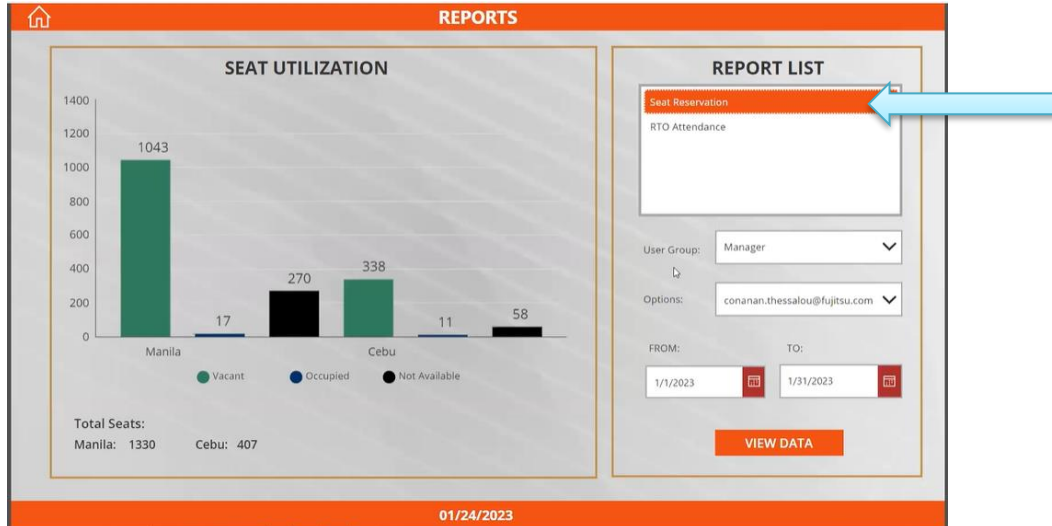 REPORTS
SEAT UTILIZATION
1400
1200
1000
800
600
400
200
0
1043
17
270
338
11
58
Manila
Cebu
Vacant
Occupied
Not Available
Total Seats:
Manila: 1330 Cebu: 407
REPORT LIST
Seat Reservation
RTO Attendance
User Group: Manager
Options: conanan.thessalou@fujitsu.com
FROM: TO:
1/1/2023 1/31/2023
VIEW DATA
01/24/2023